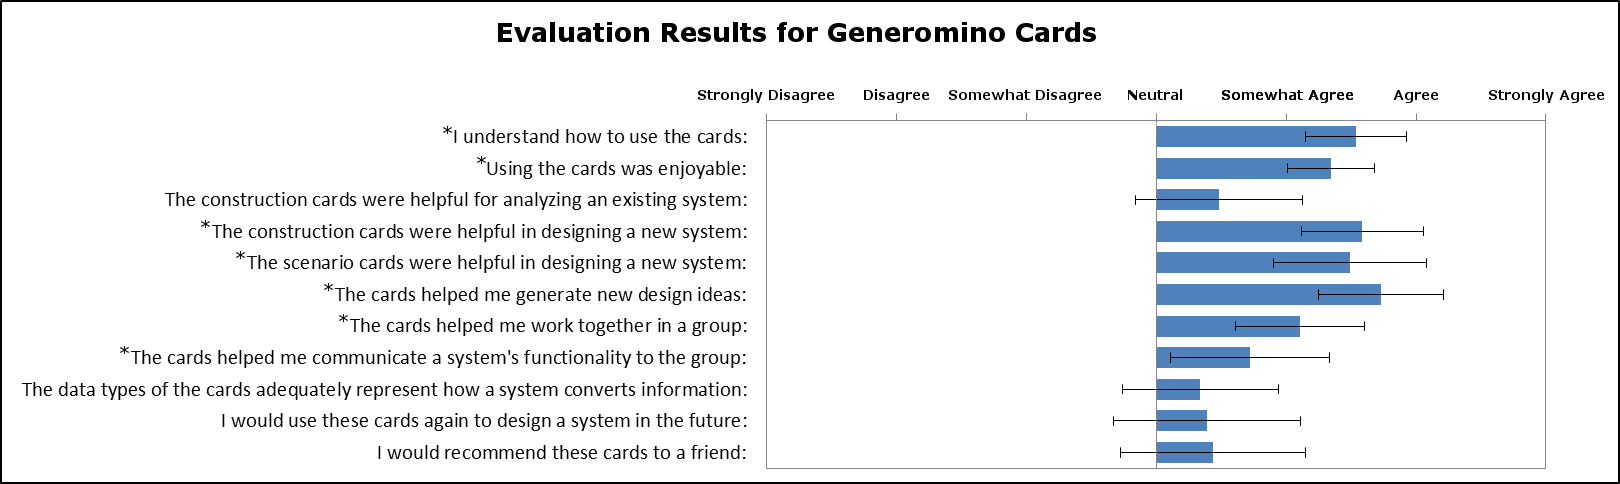 Evaluation Results for Generomino Cards
Strongly Disagree Disagree Somewhat Disagree Neutral Somewhat Agree Agree Strongly Agree
*I understand how to use the cards:
*Using the cards was enjoyable:
The construction cards were helpful for analyzing an existing system:
*The construction cards were helpful in designing a new system:
*The scenario cards were helpful in designing a new system:
*The cards helped me generate new design ideas:
*The cards helped me work together in a group:
*The cards helped me communicate a system's functionality to the group:
The data types of the cards adequately represent how a system converts information:
I would use these cards again to design a system in the future:
I would recommend these cards to a friend: